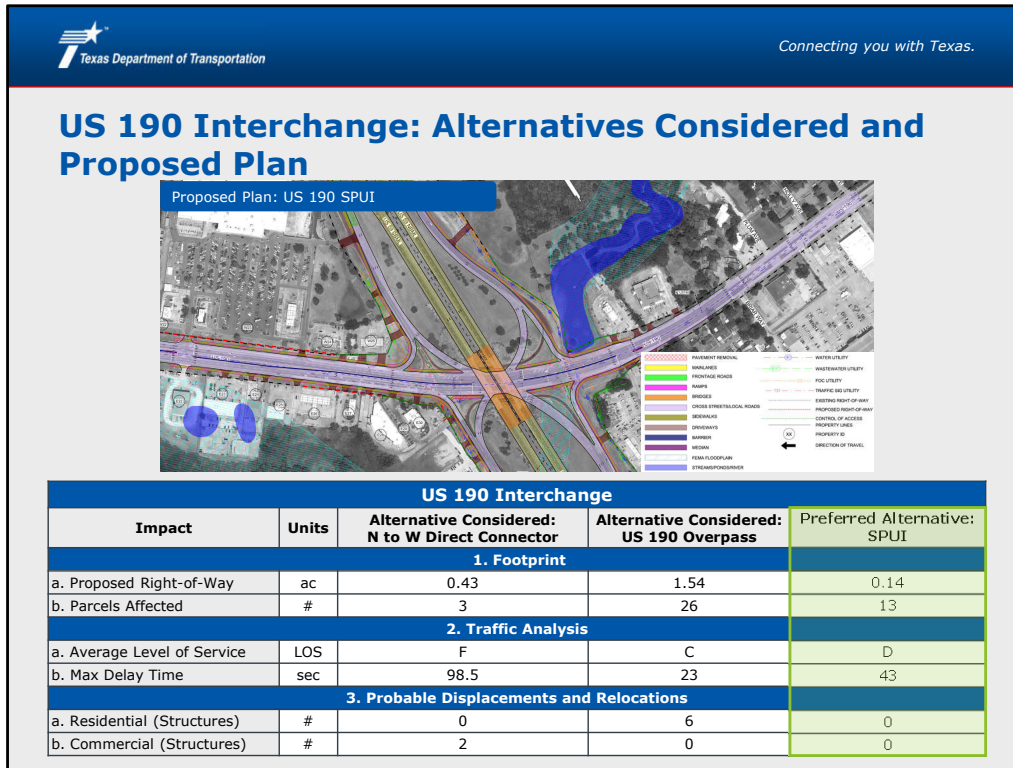 Texas Department of Transportation
Connecting you with Texas.
US 190 Interchange: Alternatives Considered and
Proposed Plan
Proposed Plan: US 190 SPUI
PAVEMENT REMOVAL
MAINLANES
FRONTAGE ROADS
RAMPS
BRIDGES
CROSS STREETS/LOCAL ROADS
SIDEWALKS
DRIVEWAYS
BARRIER
MEDIAN
FEMA FLOODPLAIN
STREAMS/PONDS/RIVER
WATER UTILITY
WASTEWATER UTILITY
FOC UTILITY
TRAFFIC SIG UTILITY
EXISTING RIGHT-OF-WAY
PROPOSED RIGHT-OF-WAY
CONTROL OF ACCESS
PROPERTY LINES
XX PROPERTY ID
DIRECTION OF TRAVEL
US 190 Interchange
Impact Units Alternative Considered: N to W Direct Connector Alternative Considered: US 190 Overpass Preferred Alternative: SPUI
1. Footprint
a. Proposed Right-of-Way ac 0.43 1.54 0.14
b. Parcels Affected # 3 26 13
2. Traffic Analysis
a. Average Level of Service LOS F C D
b. Max Delay Time sec 98.5 23 43
3. Probable Displacements and Relocations
a. Residential (Structures) # 0 6 0
b. Commercial (Structures) # 2 0 0